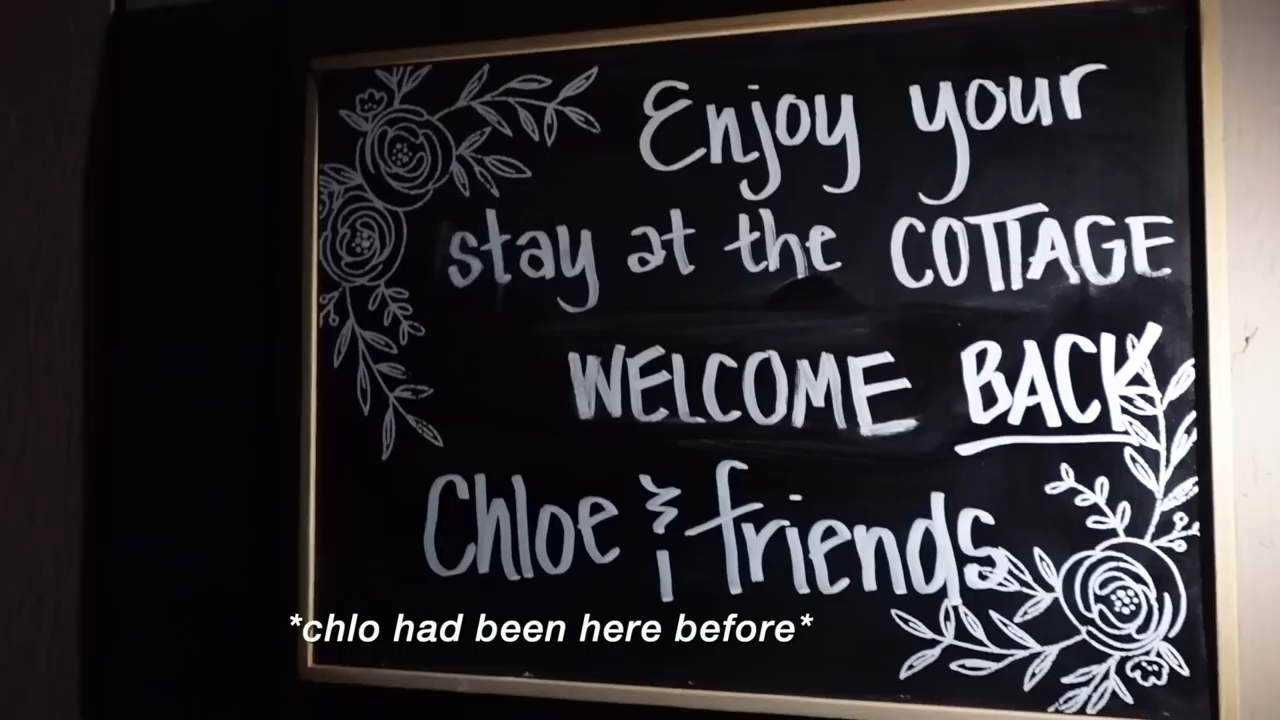 Enjoy your
stay at the COTTAGE
WELCOME BACK
Chloe & friends
*chlo had been here before*